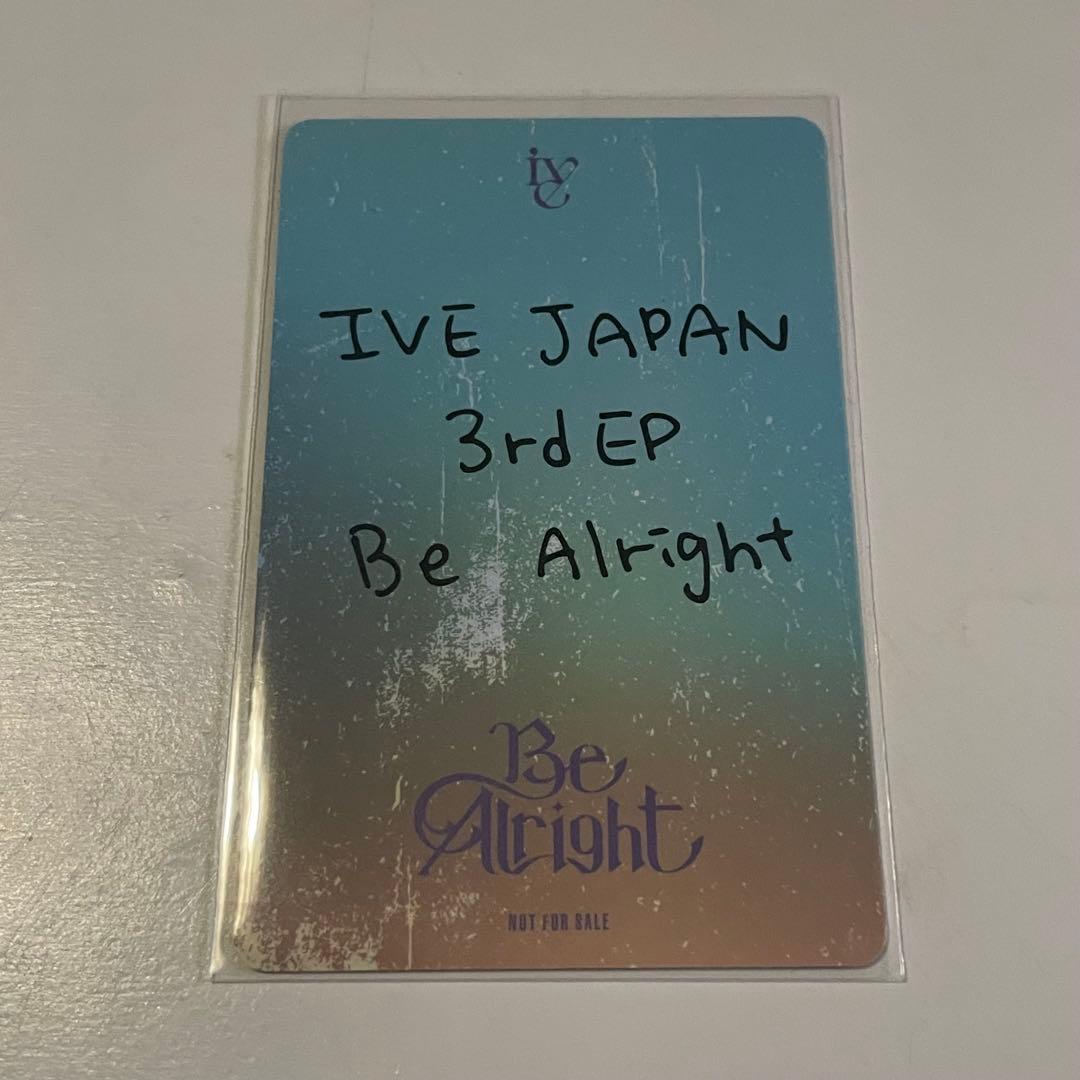 ive
IVE JAPAN
3rd EP
Be Alright
Be
Alright
NOT FOR SALE